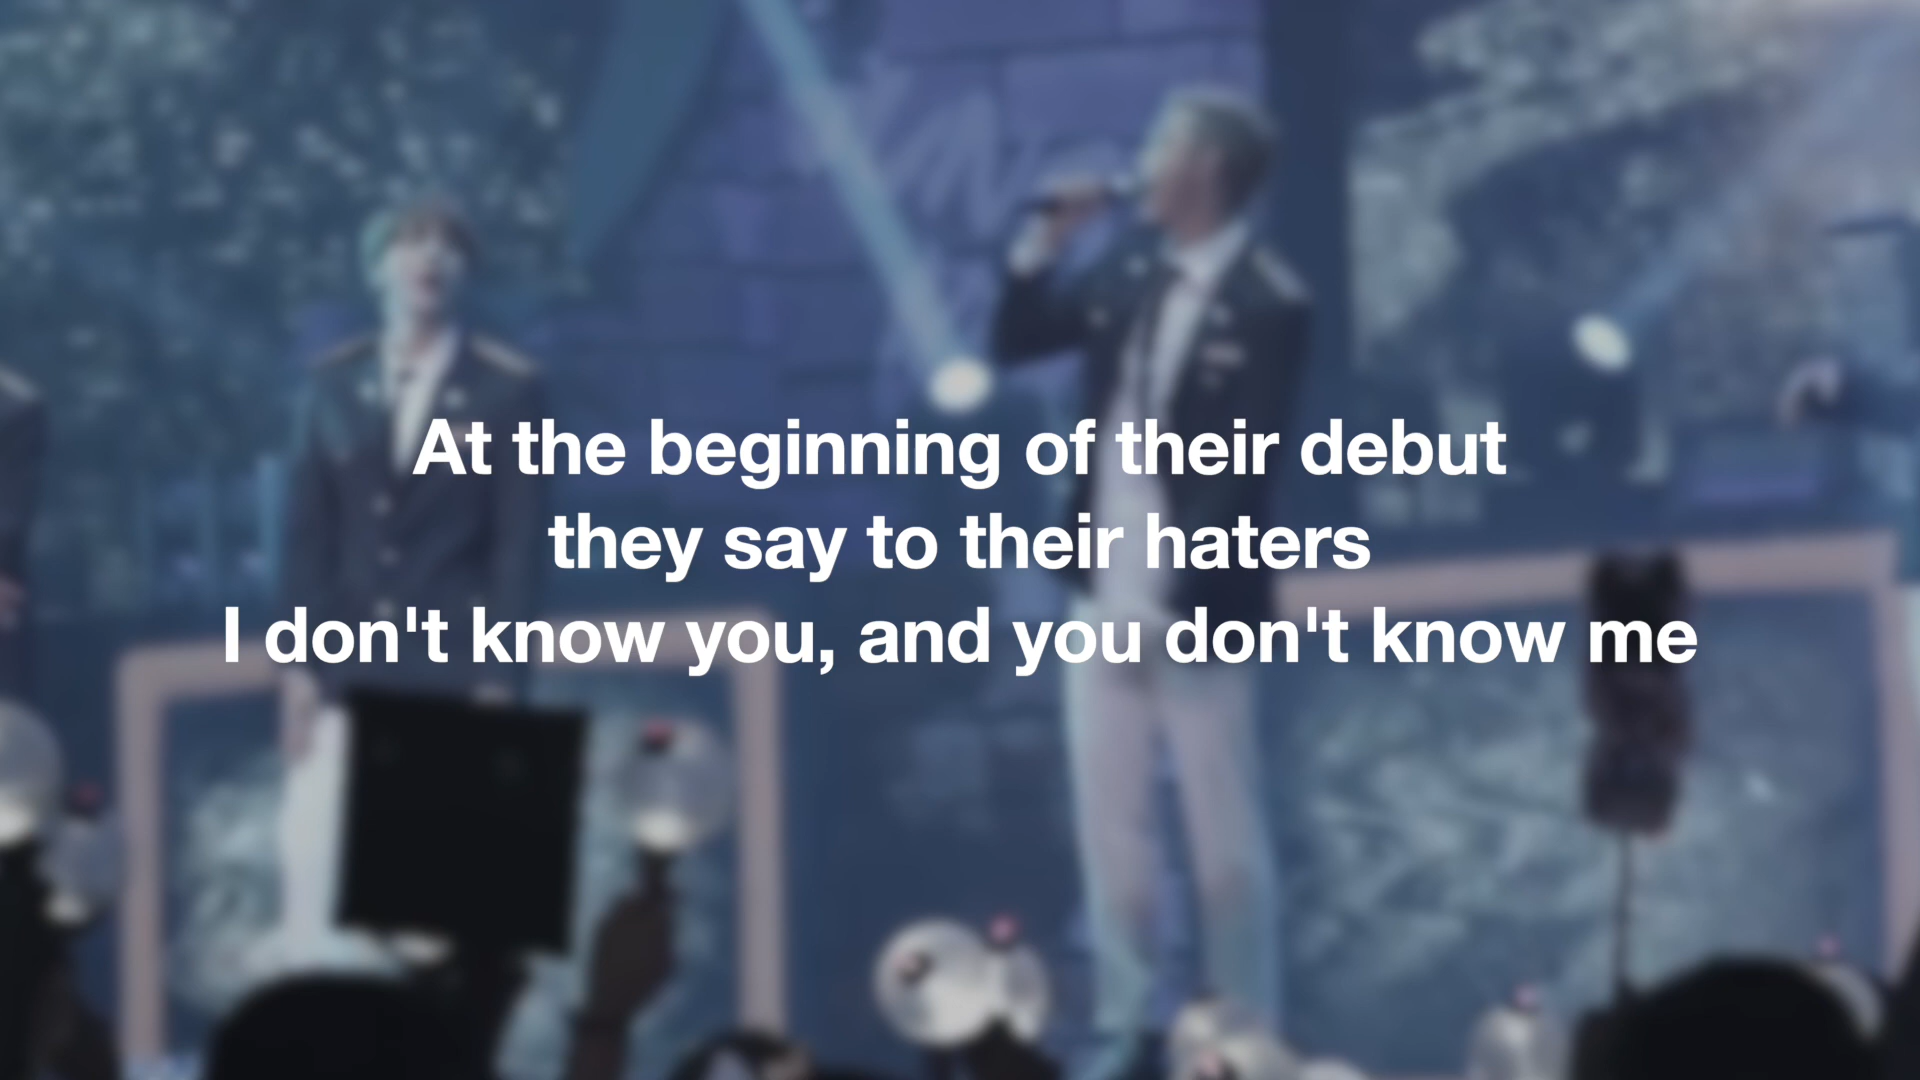 At the beginning of their debut
they say to their haters
I don't know you, and you don't know me